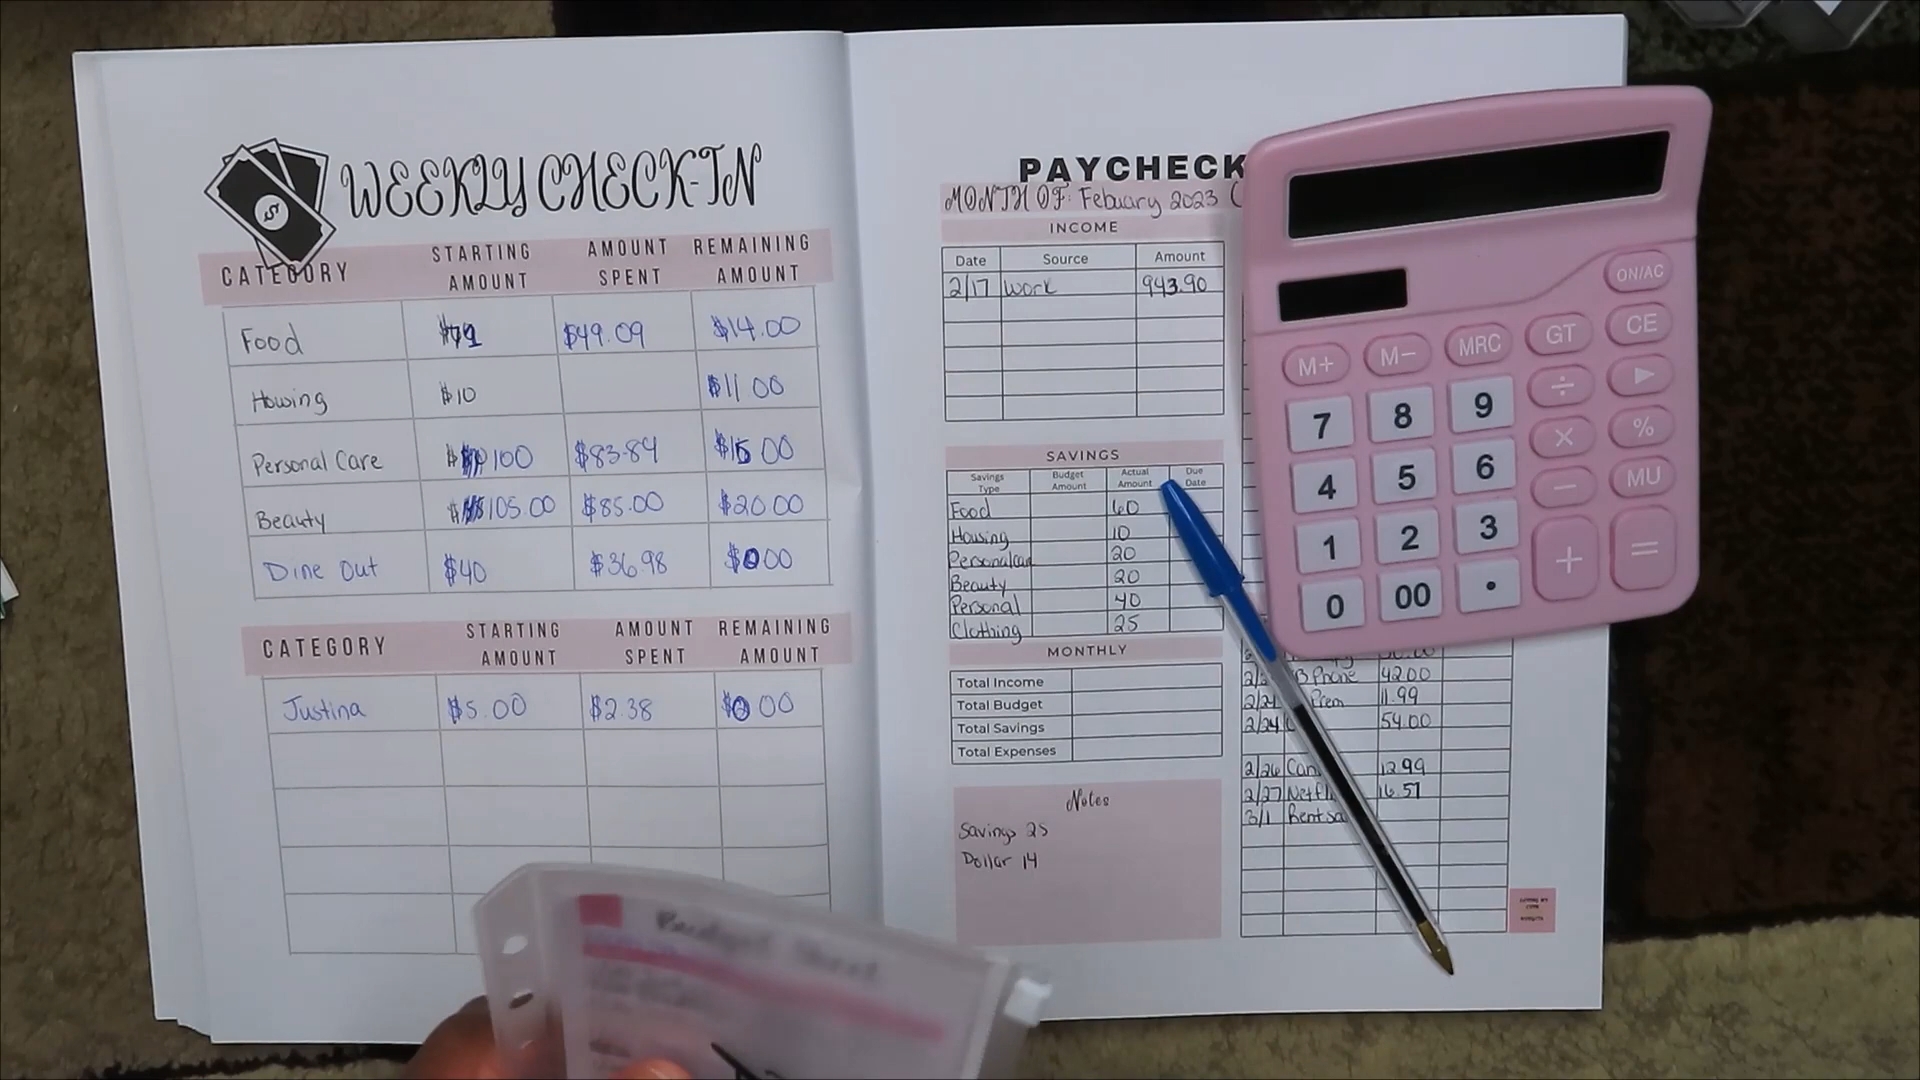 WEEKLY CHECK-IN
CATEGORY STARTING AMOUNT AMOUNT SPENT REMAINING AMOUNT
Food $49.09 $14.00
Housing $10 $11.00
Personal Care 100 $83.84 $15.00
Beauty 105.00 $85.00 $20.00
Dine Out $40 $36.98 $0.00
CATEGORY STARTING AMOUNT AMOUNT SPENT REMAINING AMOUNT
Justina $5.00 $2.38 $0.00
PAYCHECK
MONTH OF: Febuary 2023
INCOME
Date Source Amount
2/17 Work 943.90
SAVINGS
Savings Type Budget Amount Actual Amount Due Date
Food 60
Housing 10
Personalcare 20
Beauty 20
Personal 40
Clothing 25
MONTHLY
Total Income
Total Budget
Total Savings
Total Expenses
Notes
Savings 25
Dollar 14
Phone 42.00
2/24 Prem 11.99
2/24 54.00
2/26 12.99
2/27 16.57
3/1 Rent
Budget
ON/AC
M+ M- MRC GT CE
7 8 9 ÷ ▶
4 5 6 × %
1 2 3 − MU
0 00 . + =